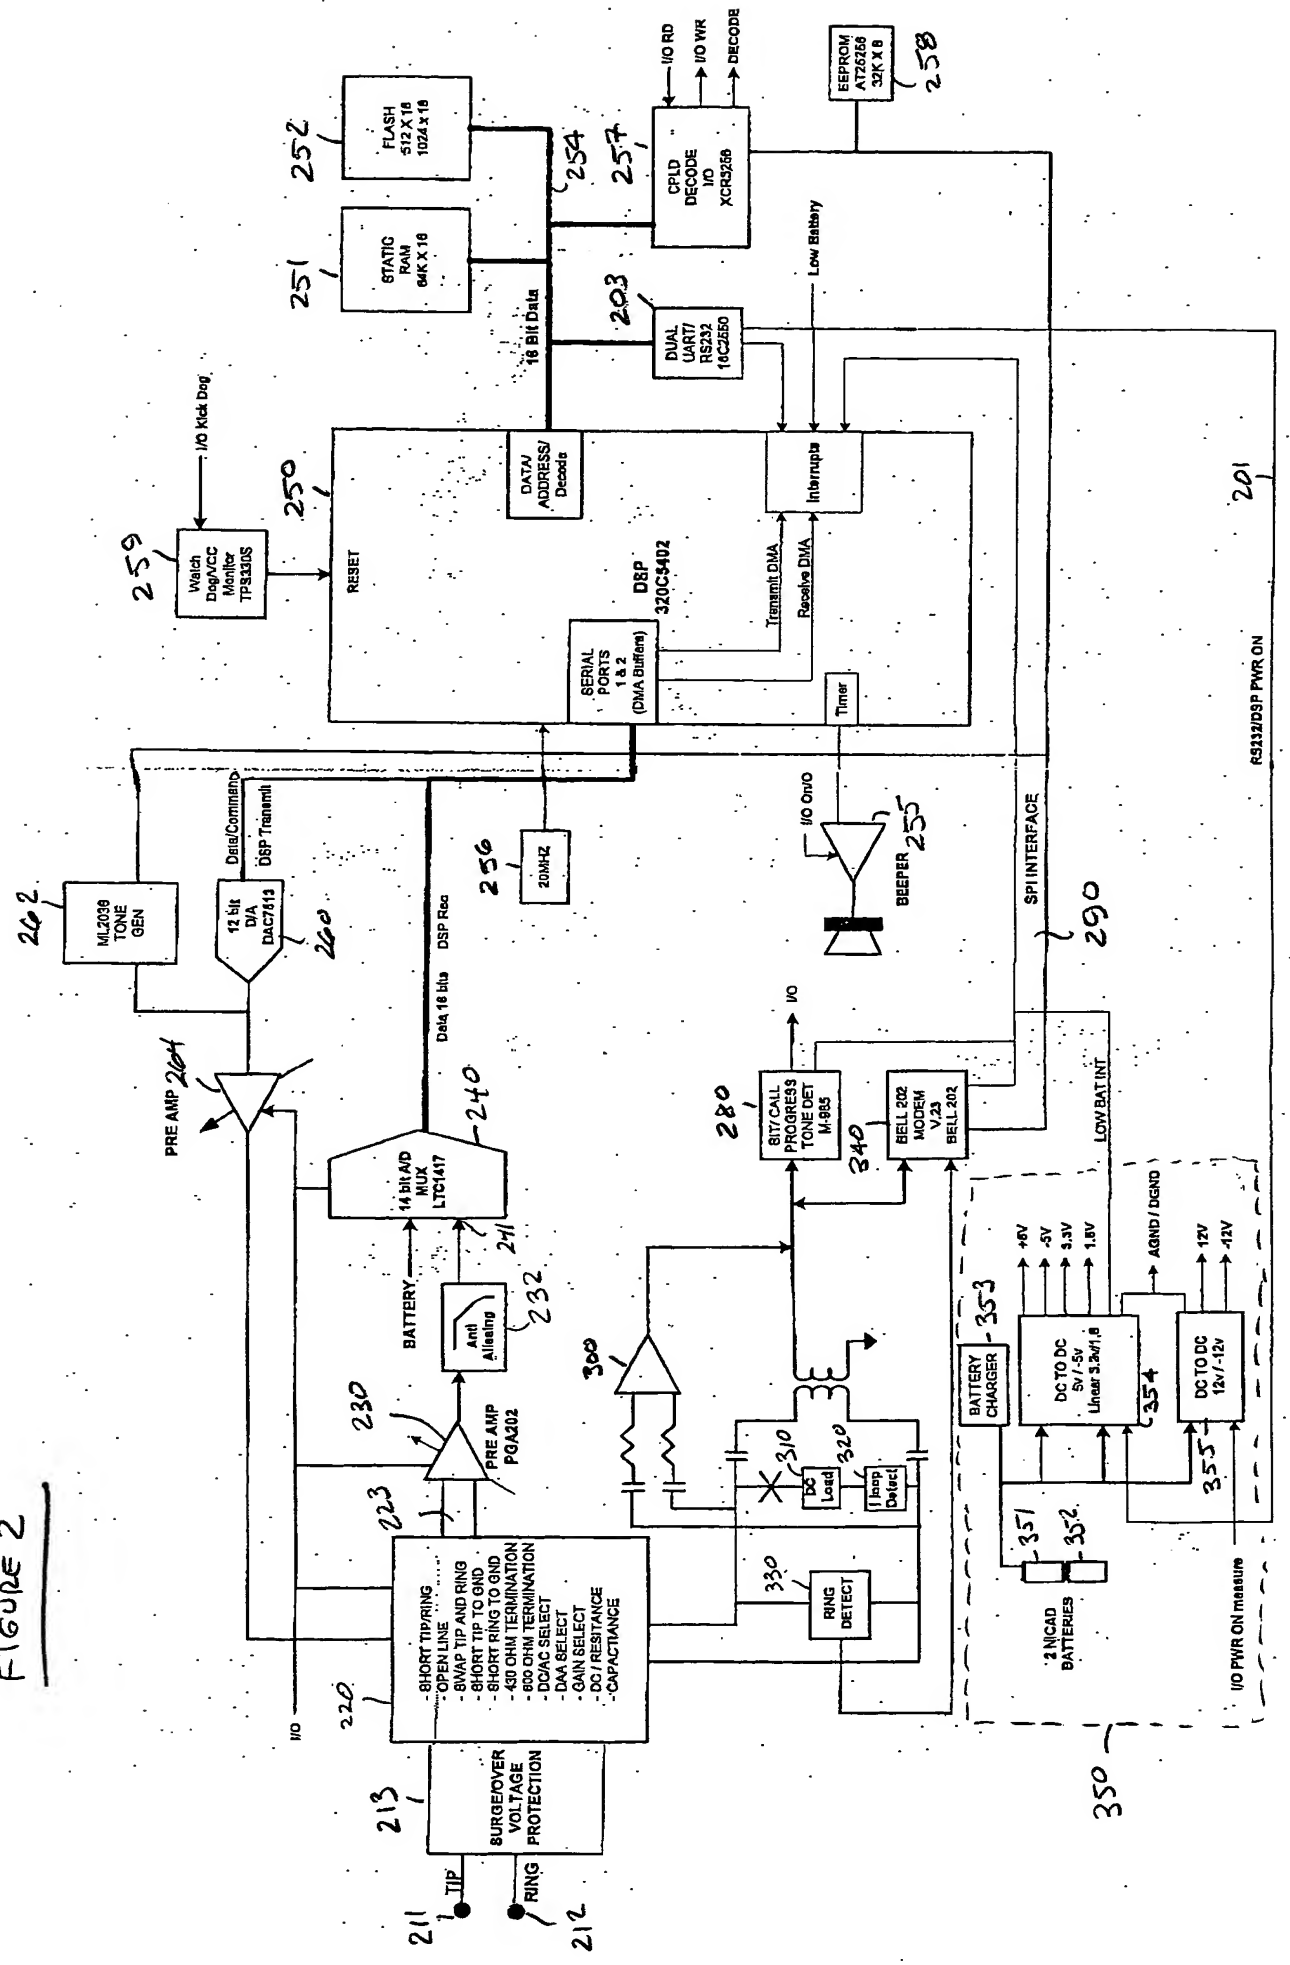 FIGURE 2
211
TIP
212
RING
213
SURGE/OVER
VOLTAGE
PROTECTION
220
- SHORT TIP/RING
- OPEN LINE
- SWAP TIP AND RING
- SHORT TIP TO GND
- SHORT RING TO GND
- 430 OHM TERMINATION
- 600 OHM TERMINATION
- DC/AC SELECT
- DAA SELECT
- GAIN SELECT
- DC / RESITANCE
- CAPACTIANCE
I/O
223
230
PRE AMP
PGA202
232
Anti
Aliasing
BATTERY
241
240
14 bit A/D
MUX
LTC1417
PRE AMP 264
262
ML2036
TONE
GEN
12 bit
D/A
DAC7613
260
Data/Command
DSP Transmit
Data 16 bits
DSP Rec
256
20MHZ
259
Watch
Dog/VCC
Monitor
TPS3305
I/O Kick Dog
250
RESET
DSP
320C5402
SERIAL
PORTS
1 & 2
(DMA Buffers)
DATA/
ADDRESS/
Decode
Transmit DMA
Receive DMA
Interrupts
Timer
251
STATIC
RAM
64K X 16
252
FLASH
512 X 16
1024 x 16
16 Bit Data
254
203
DUAL
UART/
RS232
16C2550
257
CPLD
DECODE
I/O
XCR3256
I/O RD
I/O WR
DECODE
Low Battery
EEPROM
AT25256
32K X 8
258
I/O On/O
BEEPER
255
SPI INTERFACE
290
RS232/DSP PWR ON
201
300
280
BIT/CALL
PROGRESS
TONE DET
M-985
I/O
340
BELL 202
MODEM
V.23
BELL 202
310
DC
Load
320
I loop
Detect
330
RING
DETECT
LOW BAT INT
350
2 NICAD
BATTERIES
351
352
BATTERY
CHARGER
353
DC TO DC
5V / -5v
Linear 3.3v/1.8
354
+5V
-5V
3.3V
1.8V
AGND / DGND
DC TO DC
12v / -12v
355
12V
-12V
I/O PWR ON measure